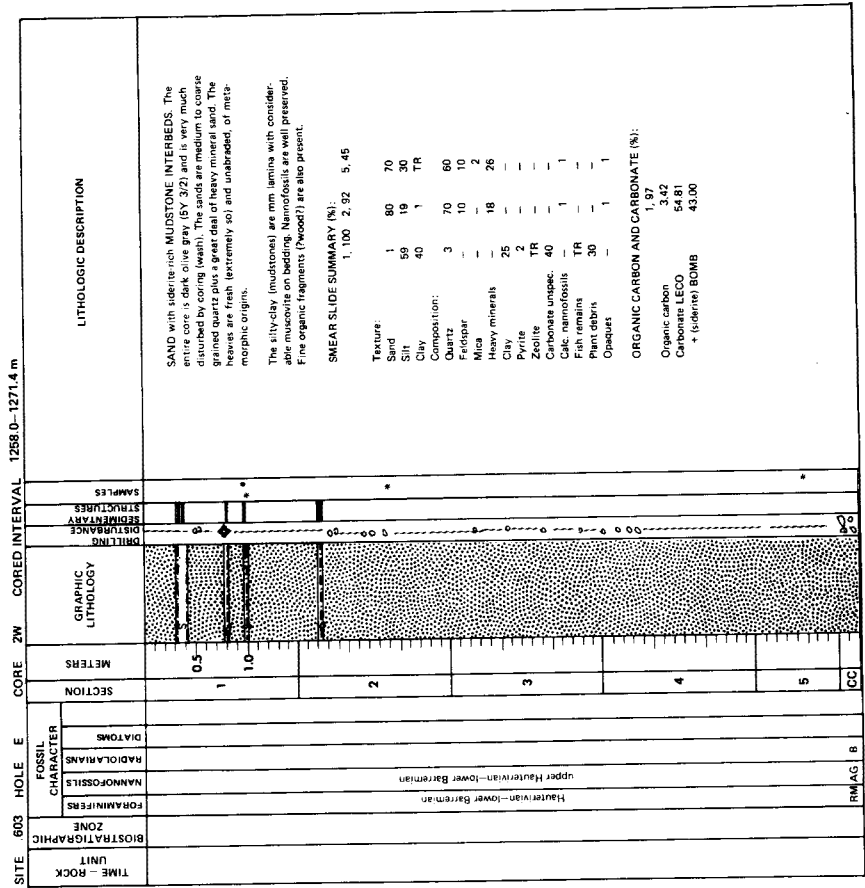 SITE 603 HOLE E CORE 2W CORED INTERVAL 1258.0–1271.4 m
TIME – ROCK UNIT
BIOSTRATIGRAPHIC ZONE
FOSSIL CHARACTER
FORAMINIFERS
NANNOFOSSILS
RADIOLARIANS
DIATOMS
SECTION
METERS
GRAPHIC LITHOLOGY
DRILLING DISTURBANCE
SEDIMENTARY STRUCTURES
SAMPLES
LITHOLOGIC DESCRIPTION
Hauterivian–lower Barremian
upper Hauterivian–lower Barremian
RM AG B
1
2
3
4
5
CC
0.5
1.0
SAND with siderite-rich MUDSTONE INTERBEDS. The
entire core is dark olive gray (5Y 3/2) and is very much
disturbed by coring (wash). The sands are medium to coarse
grained quartz plus a great deal of heavy mineral sand. The
heavies are fresh (extremely so) and unabraded, of meta-
morphic origins.
The silty-clay (mudstones) are mm lamina with consider-
able muscovite on bedding. Nannofossils are well preserved.
Fine organic fragments (?wood?) are also present.
SMEAR SLIDE SUMMARY (%):
1, 100 2, 92 5, 45
Texture:
Sand 1 80 70
Silt 59 19 30
Clay 40 1 TR
Composition:
Quartz 3 70 60
Feldspar – 10 10
Mica – – 2
Heavy minerals – 18 26
Clay 25 – –
Pyrite 2 – –
Zeolite TR – –
Carbonate unspec. 40 – –
Calc. nannofossils – 1 1
Fish remains TR – –
Plant debris 30 – –
Opaques – 1 1
ORGANIC CARBON AND CARBONATE (%):
1, 97
Organic carbon 3.42
Carbonate LECO 54.81
+ (siderite) BOMB 43.00